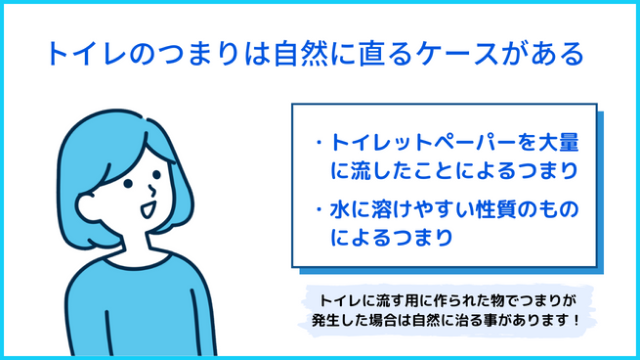 トイレのつまりは自然に直るケースがある
・トイレットペーパーを大量
に流したことによるつまり
・水に溶けやすい性質のもの
によるつまり
トイレに流す用に作られた物でつまりが
発生した場合は自然に治る事があります！